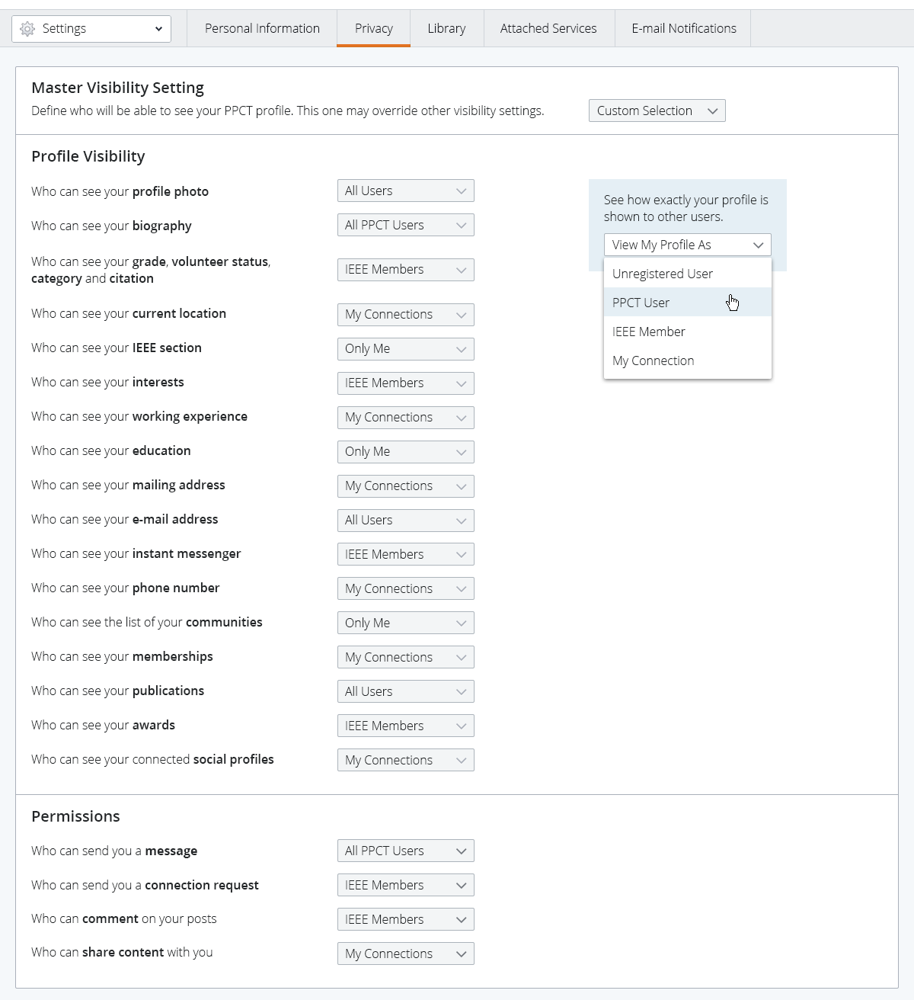 Settings
Personal Information
Privacy
Library
Attached Services
E-mail Notifications
Master Visibility Setting
Define who will be able to see your PPCT profile. This one may override other visibility settings.
Custom Selection
Profile Visibility
Who can see your profile photo
All Users
Who can see your biography
All PPCT Users
Who can see your grade, volunteer status,
category and citation
IEEE Members
Who can see your current location
My Connections
Who can see your IEEE section
Only Me
Who can see your interests
IEEE Members
Who can see your working experience
My Connections
Who can see your education
Only Me
Who can see your mailing address
My Connections
Who can see your e-mail address
All Users
Who can see your instant messenger
IEEE Members
Who can see your phone number
My Connections
Who can see the list of your communities
Only Me
Who can see your memberships
My Connections
Who can see your publications
All Users
Who can see your awards
IEEE Members
Who can see your connected social profiles
My Connections
See how exactly your profile is
shown to other users.
View My Profile As
Unregistered User
PPCT User
IEEE Member
My Connection
Permissions
Who can send you a message
All PPCT Users
Who can send you a connection request
IEEE Members
Who can comment on your posts
IEEE Members
Who can share content with you
My Connections